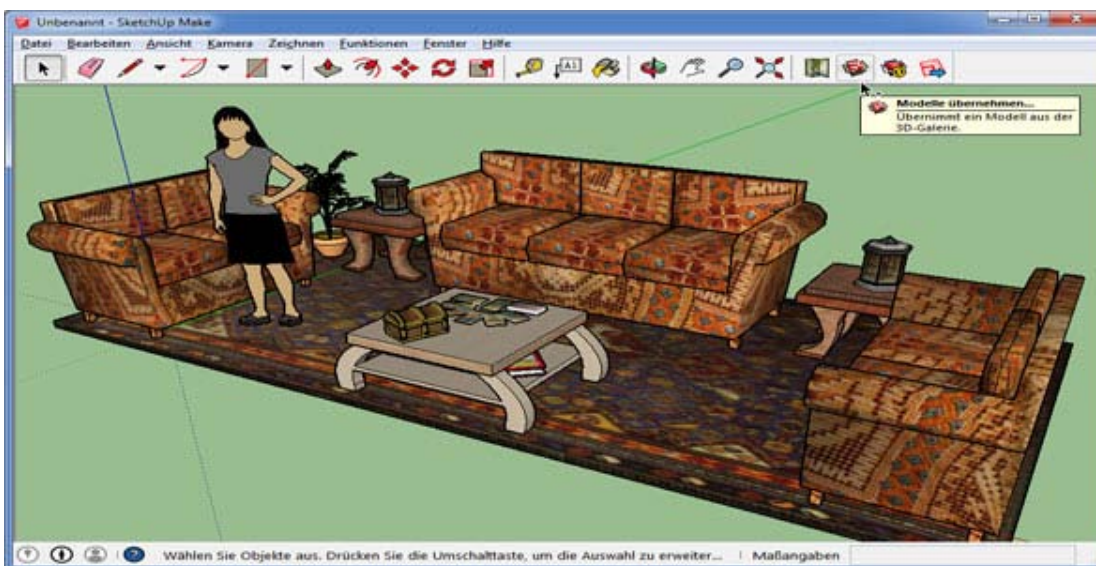 Unbenannt - SketchUp Make
Datei Bearbeiten Ansicht Kamera Zeichnen Funktionen Fenster Hilfe
A1
Modelle übernehmen...
Übernimmt ein Modell aus der
3D-Galerie.
Wählen Sie Objekte aus. Drücken Sie die Umschalttaste, um die Auswahl zu erweiter... Maßangaben